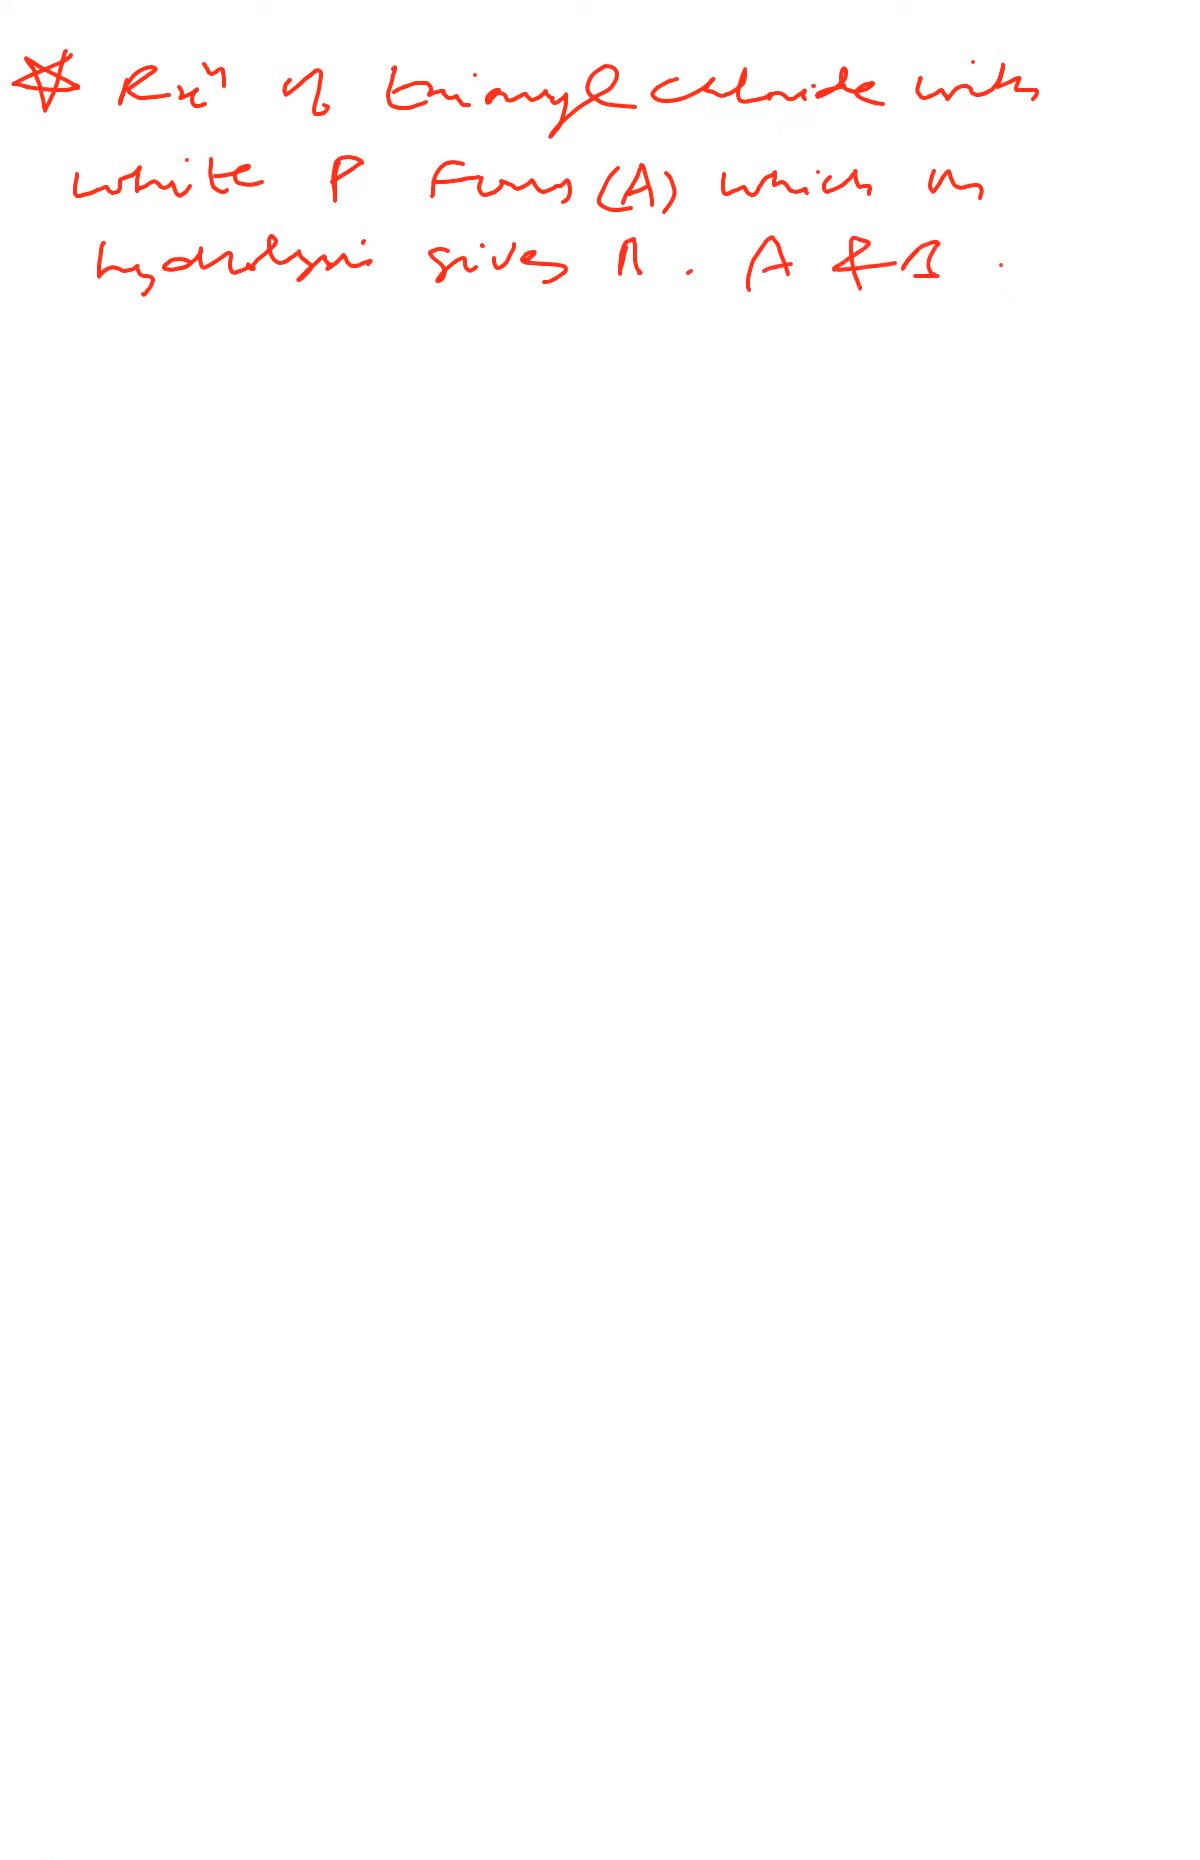 Rxⁿ of thionyl chloride with
white P Forms (A) which on
hydrolysis gives B. A & B .